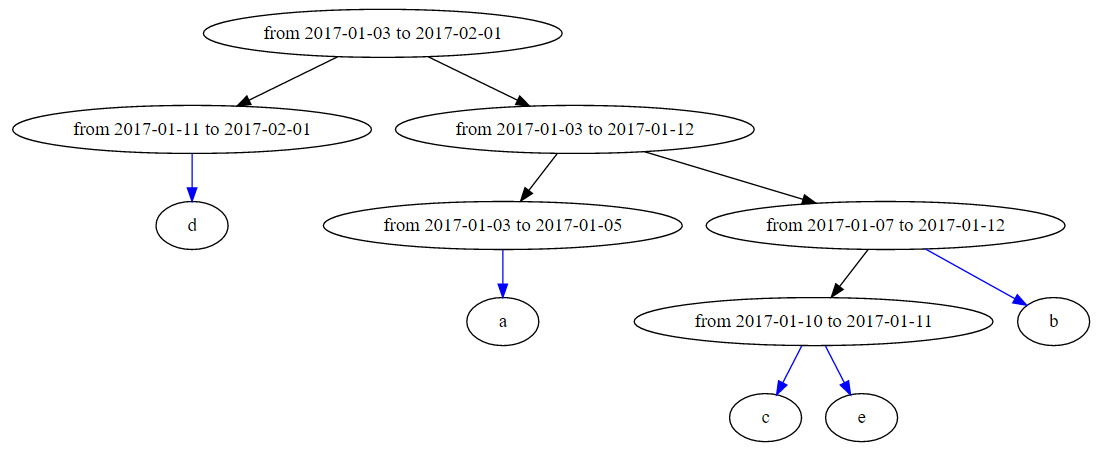 from 2017-01-03 to 2017-02-01
from 2017-01-11 to 2017-02-01
from 2017-01-03 to 2017-01-12
d
from 2017-01-03 to 2017-01-05
from 2017-01-07 to 2017-01-12
a
from 2017-01-10 to 2017-01-11
b
c
e